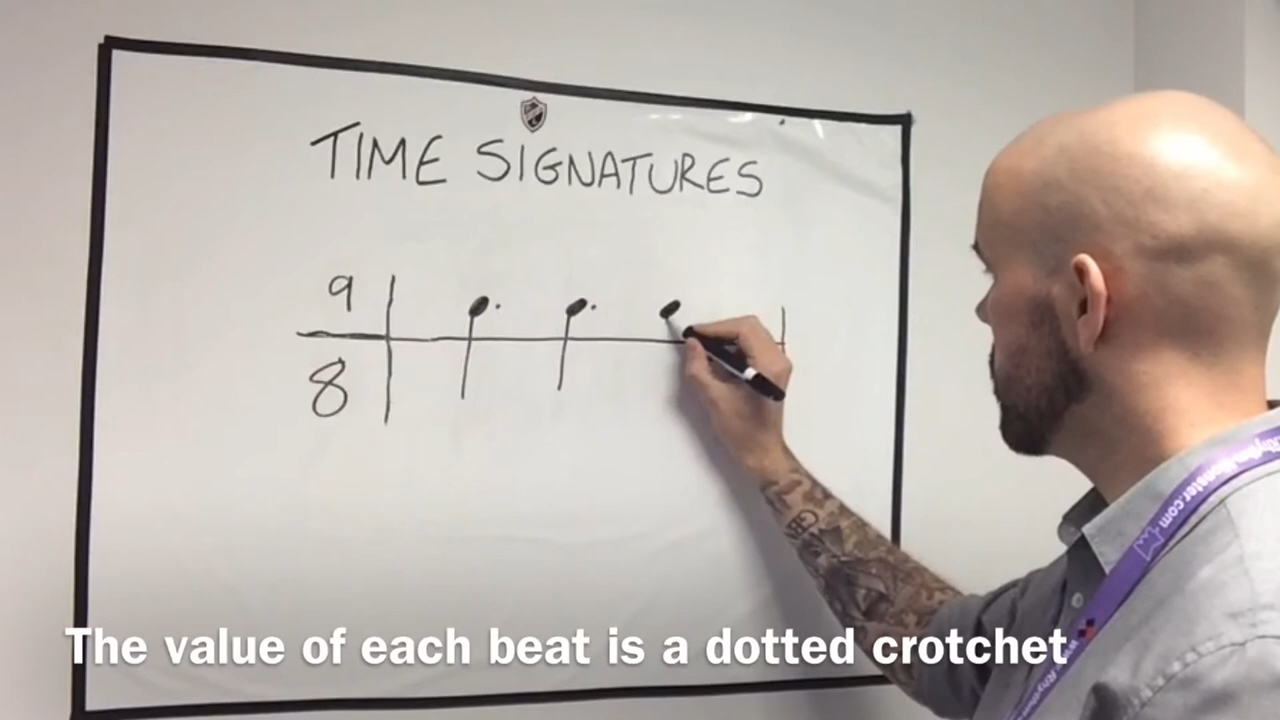 TIME SIGNATURES
9
8
The value of each beat is a dotted crotchet